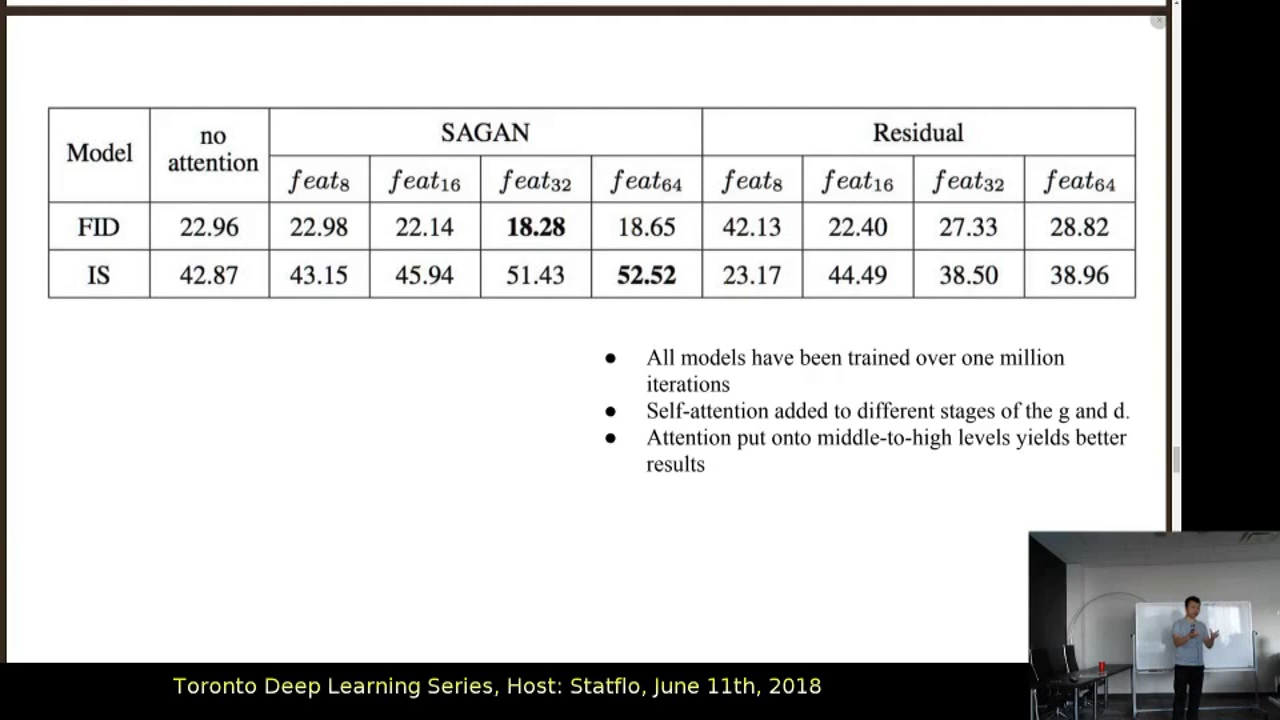 Model no attention SAGAN Residual
feat8 feat16 feat32 feat64 feat8 feat16 feat32 feat64
FID 22.96 22.98 22.14 18.28 18.65 42.13 22.40 27.33 28.82
IS 42.87 43.15 45.94 51.43 52.52 23.17 44.49 38.50 38.96
● All models have been trained over one million
iterations
● Self-attention added to different stages of the g and d.
● Attention put onto middle-to-high levels yields better
results
Toronto Deep Learning Series, Host: Statflo, June 11th, 2018